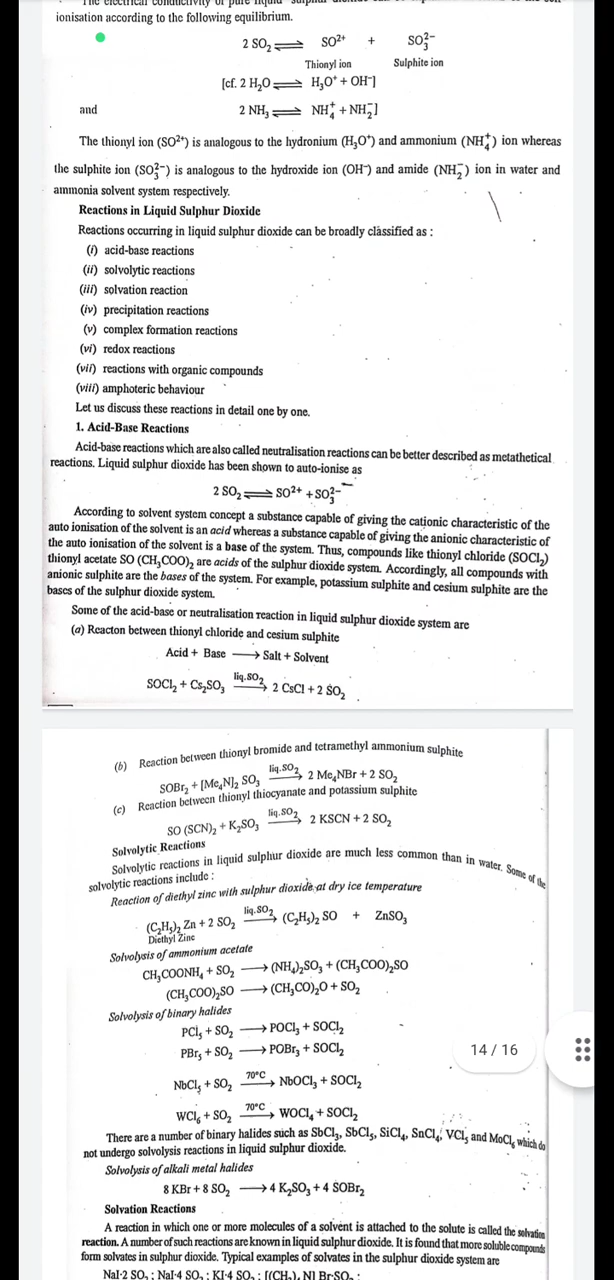 ionisation according to the following equilibrium.
2 SO₂ ⇌ SO²⁺ + SO₃²⁻
Thionyl ion Sulphite ion
[cf. 2 H₂O ⇌ H₃O⁺ + OH⁻]
and 2 NH₃ ⇌ NH₄⁺ + NH₂⁻]
The thionyl ion (SO²⁺) is analogous to the hydronium (H₃O⁺) and ammonium (NH₄⁺) ion whereas
the sulphite ion (SO₃²⁻) is analogous to the hydroxide ion (OH⁻) and amide (NH₂⁻) ion in water and
ammonia solvent system respectively.
Reactions in Liquid Sulphur Dioxide
Reactions occurring in liquid sulphur dioxide can be broadly classified as :
(i) acid-base reactions
(ii) solvolytic reactions
(iii) solvation reaction
(iv) precipitation reactions
(v) complex formation reactions
(vi) redox reactions
(vii) reactions with organic compounds
(viii) amphoteric behaviour
Let us discuss these reactions in detail one by one.
1. Acid-Base Reactions
Acid-base reactions which are also called neutralisation reactions can be better described as metathetical
reactions. Liquid sulphur dioxide has been shown to auto-ionise as
2 SO₂ ⇌ SO²⁺ + SO₃²⁻
According to solvent system concept a substance capable of giving the cationic characteristic of the
auto ionisation of the solvent is an acid whereas a substance capable of giving the anionic characteristic of
the auto ionisation of the solvent is a base of the system. Thus, compounds like thionyl chloride (SOCl₂)
thionyl acetate SO (CH₃COO)₂ are acids of the sulphur dioxide system. Accordingly, all compounds with
anionic sulphite are the bases of the system. For example, potassium sulphite and cesium sulphite are the
bases of the sulphur dioxide system.
Some of the acid-base or neutralisation reaction in liquid sulphur dioxide system are
(a) Reacton between thionyl chloride and cesium sulphite
Acid + Base ⟶ Salt + Solvent
SOCl₂ + Cs₂SO₃ —liq.SO₂→ 2 CsCl + 2 SO₂
(b) Reaction between thionyl bromide and tetramethyl ammonium sulphite
SOBr₂ + [Me₄N]₂ SO₃ —liq.SO₂→ 2 Me₄NBr + 2 SO₂
(c) Reaction between thionyl thiocyanate and potassium sulphite
SO (SCN)₂ + K₂SO₃ —liq.SO₂→ 2 KSCN + 2 SO₂
Solvolytic Reactions
Solvolytic reactions in liquid sulphur dioxide are much less common than in water. Some of the
solvolytic reactions include :
Reaction of diethyl zinc with sulphur dioxide at dry ice temperature
(C₂H₅)₂ Zn + 2 SO₂ —liq.SO₂→ (C₂H₅)₂ SO + ZnSO₃
Diethyl Zinc
Solvolysis of ammonium acetate
CH₃COONH₄ + SO₂ ⟶ (NH₄)₂SO₃ + (CH₃COO)₂SO
(CH₃COO)₂SO ⟶ (CH₃CO)₂O + SO₂
Solvolysis of binary halides
PCl₅ + SO₂ ⟶ POCl₃ + SOCl₂
PBr₅ + SO₂ ⟶ POBr₃ + SOCl₂
14 / 16
NbCl₅ + SO₂ —70°C→ NbOCl₃ + SOCl₂
WCl₆ + SO₂ —70°C→ WOCl₄ + SOCl₂
There are a number of binary halides such as SbCl₃, SbCl₅, SiCl₄, SnCl₄, VCl₅ and MoCl₆ which do
not undergo solvolysis reactions in liquid sulphur dioxide.
Solvolysis of alkali metal halides
8 KBr + 8 SO₂ ⟶ 4 K₂SO₃ + 4 SOBr₂
Solvation Reactions
A reaction in which one or more molecules of a solvent is attached to the solute is called the solvation
reaction. A number of such reactions are known in liquid sulphur dioxide. It is found that more soluble compounds
form solvates in sulphur dioxide. Typical examples of solvates in the sulphur dioxide system are
NaI·2 SO₂ ; NaI·4 SO₂ ; KI·4 SO₂ ; [(CH₃)₄ N] Br·SO₂ ;